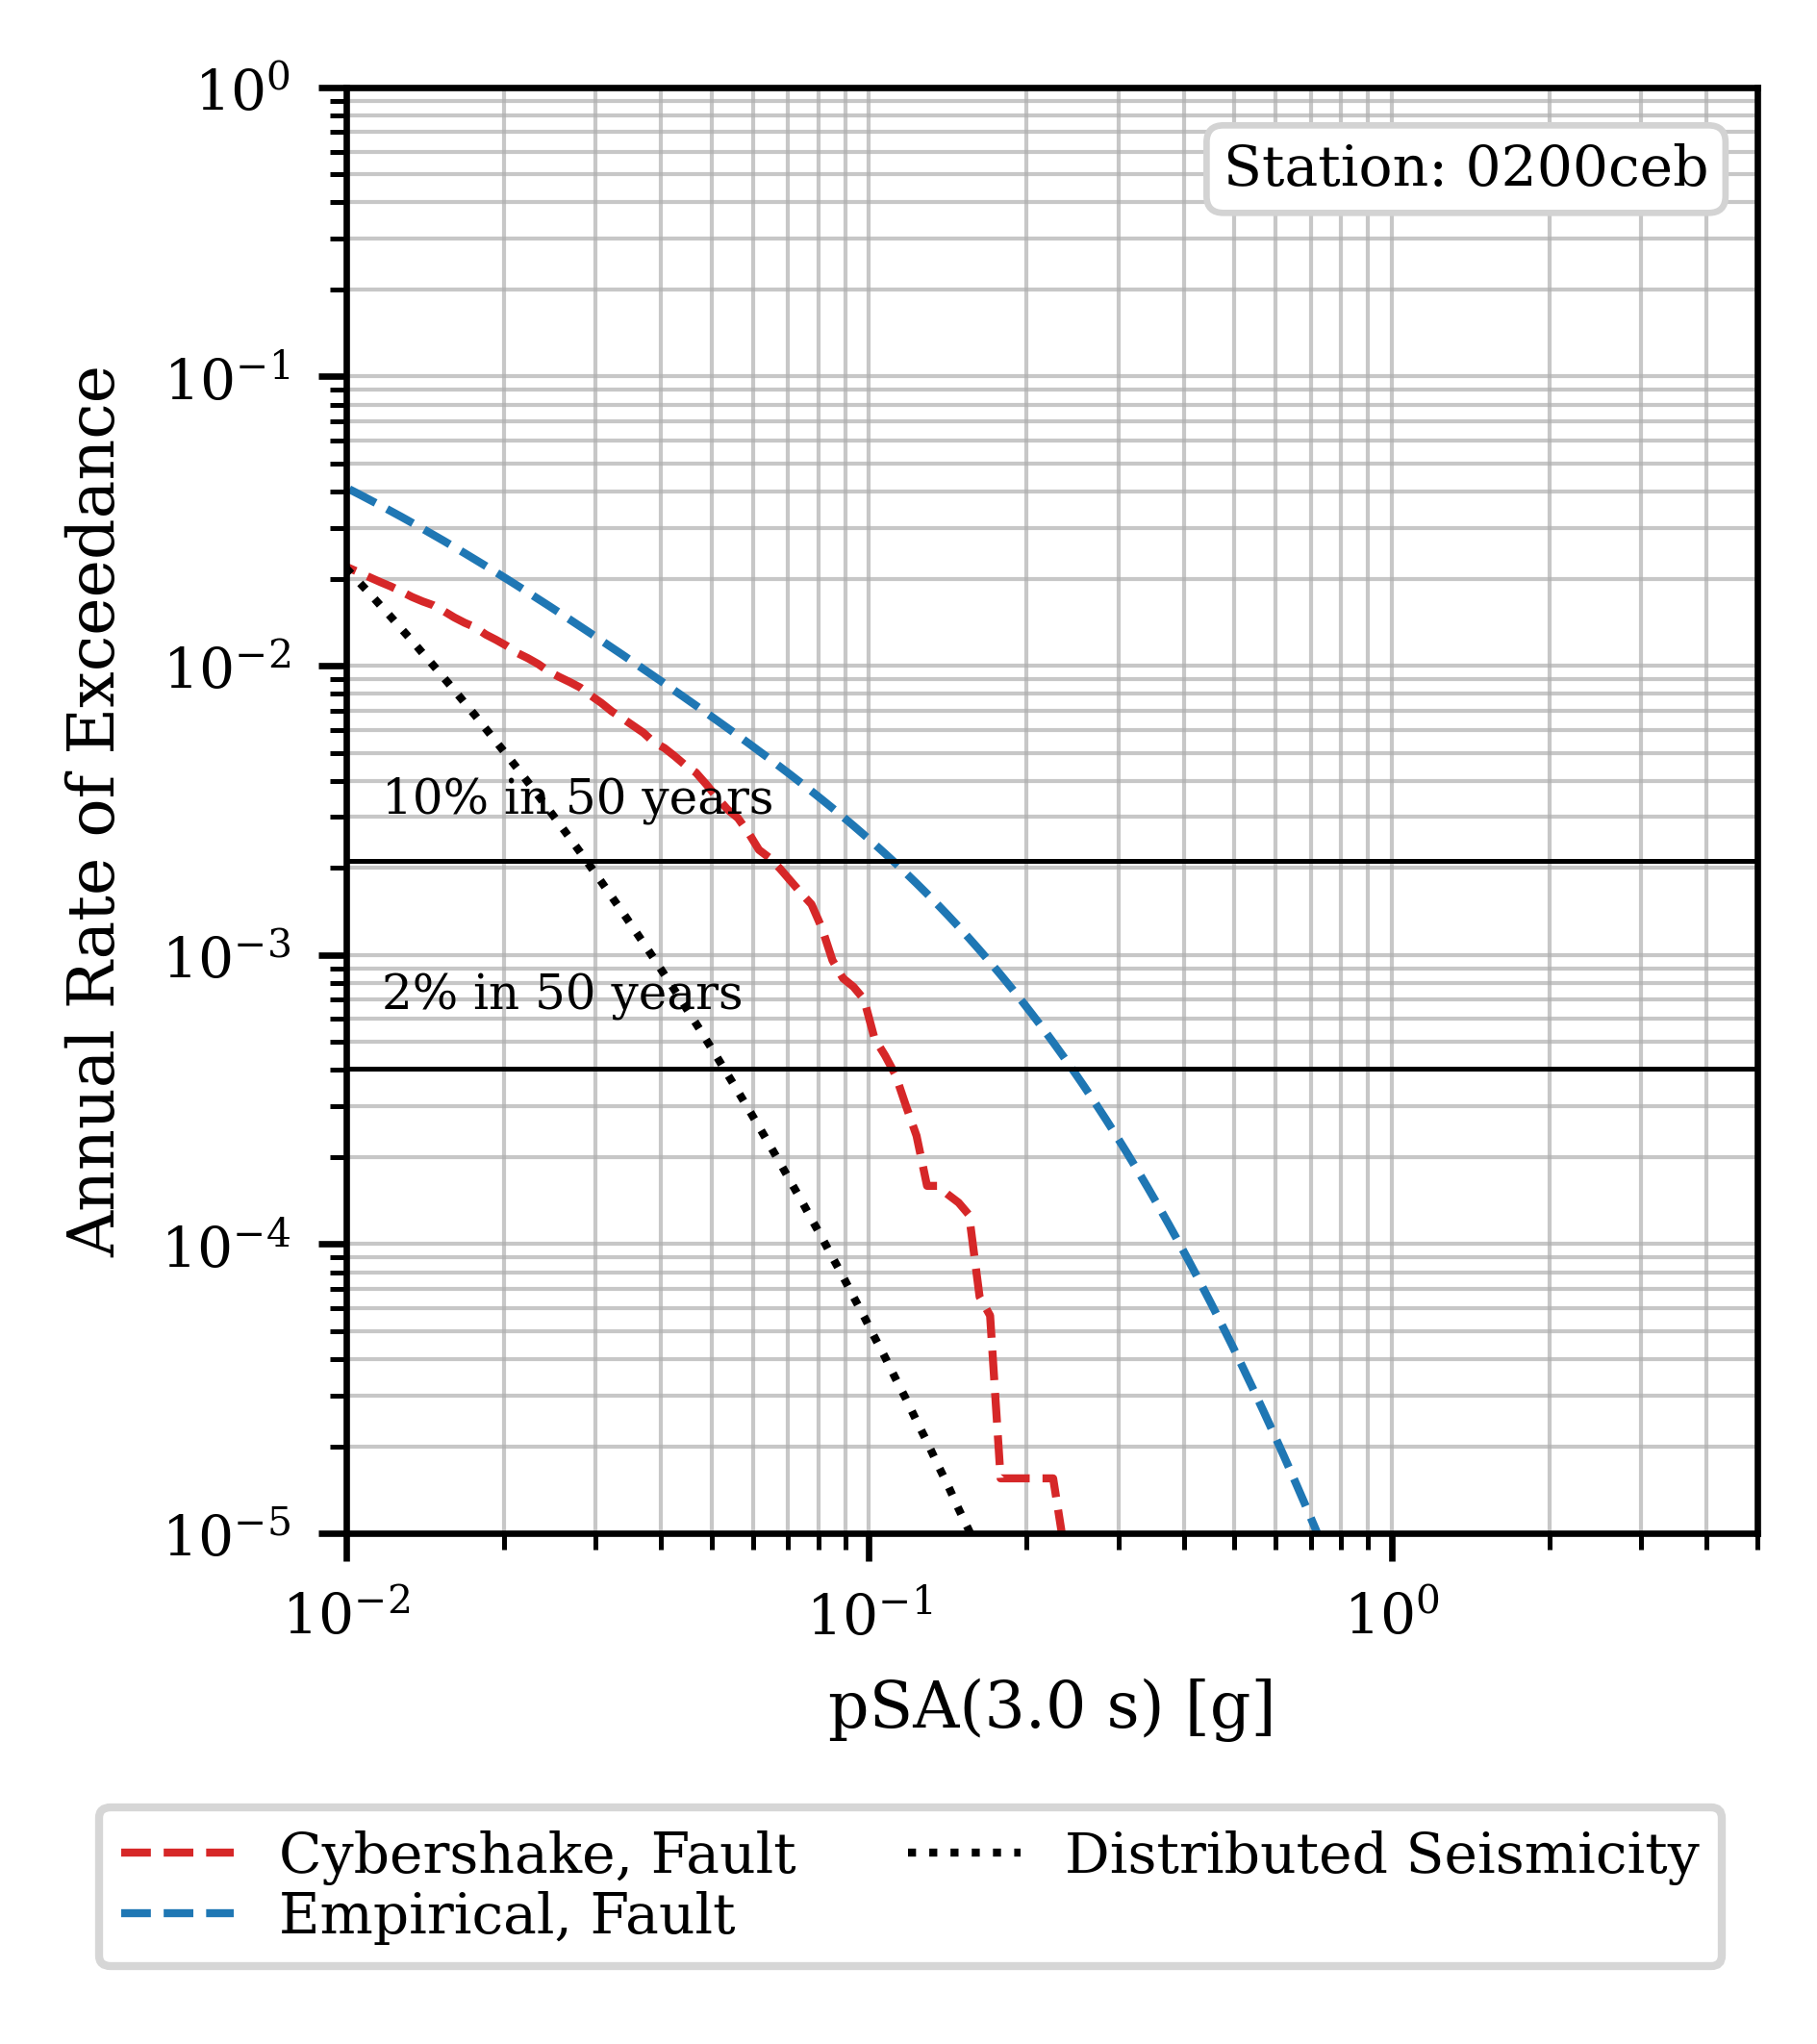 10⁰
Station: 0200ceb
10⁻¹
10⁻²
10% in 50 years
10⁻³
2% in 50 years
10⁻⁴
10⁻⁵
Annual Rate of Exceedance
10⁻² 10⁻¹ 10⁰
pSA(3.0 s) [g]
Cybershake, Fault
Empirical, Fault
Distributed Seismicity